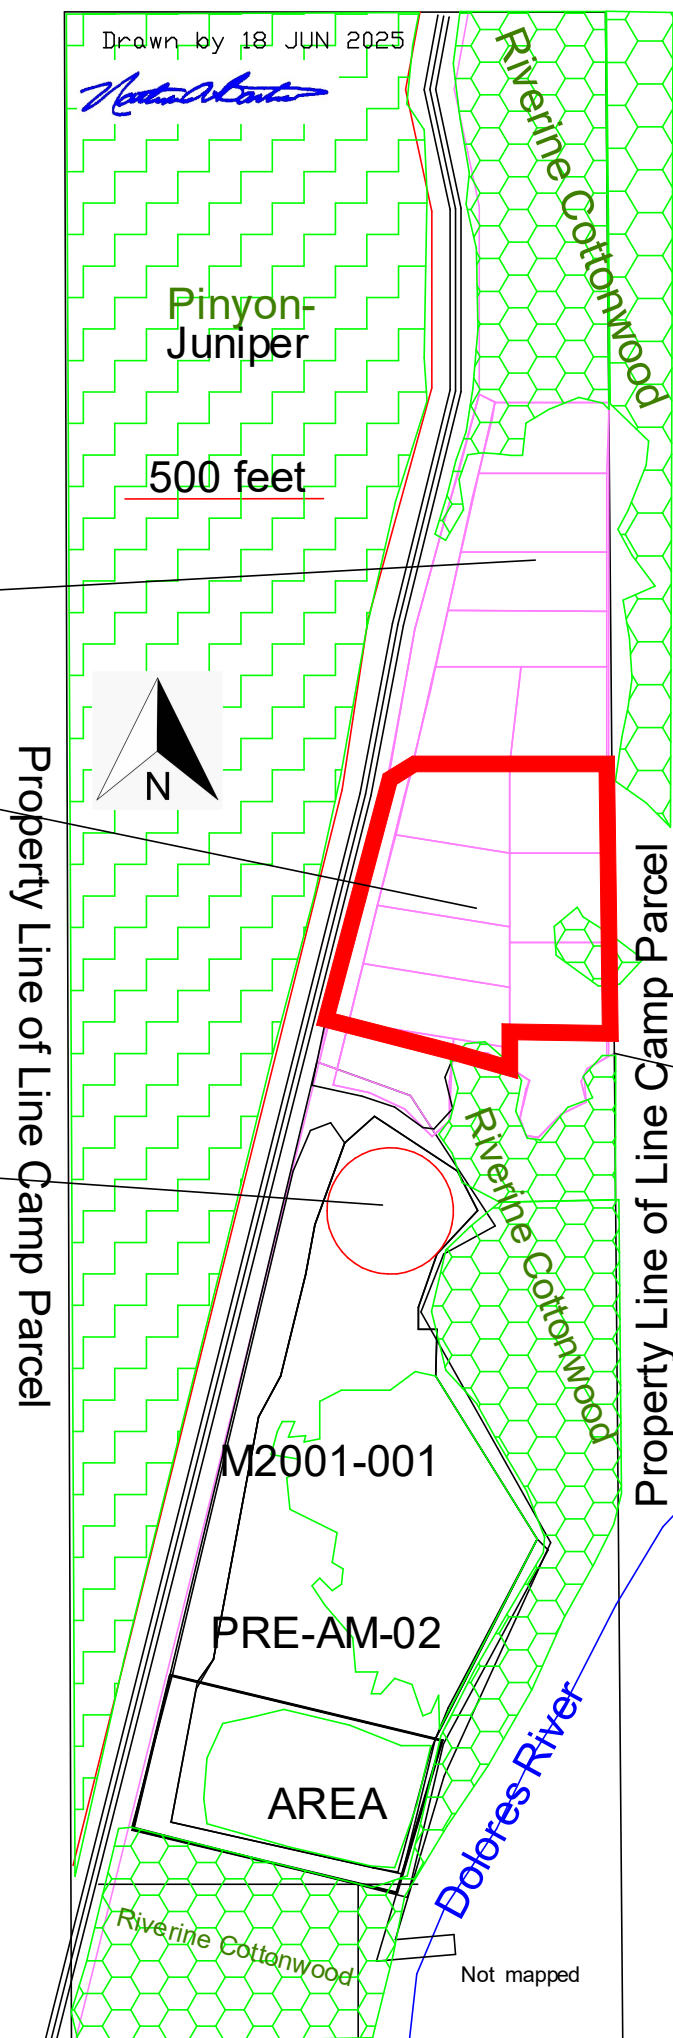 Drawn by 18 JUN 2025
Riverine Cottonwood
Pinyon-
Juniper
500 feet
N
Property Line of Line Camp Parcel
Property Line of Line Camp Parcel
Riverine Cottonwood
M2001-001
PRE-AM-02
AREA
Dolores River
Riverine Cottonwood
Not mapped